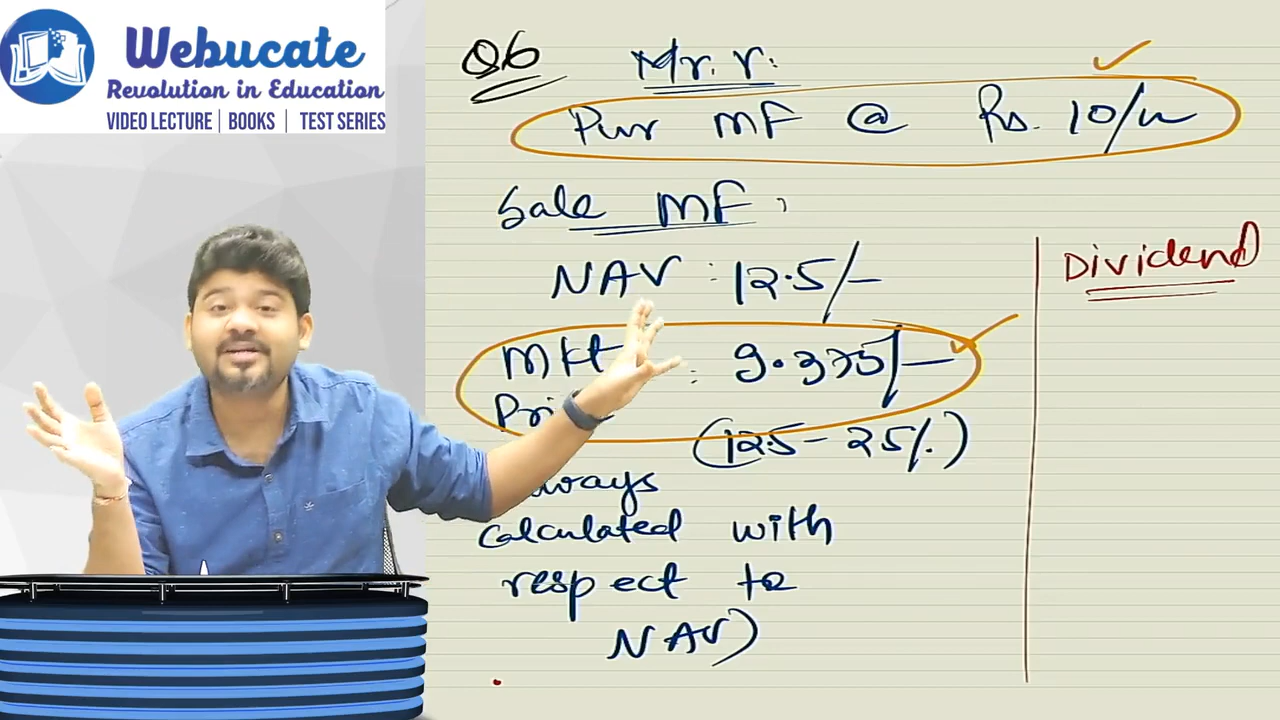 Webucate
Revolution in Education
VIDEO LECTURE | BOOKS | TEST SERIES
Q6 Mr. r:
Pur MF @ Rs. 10/u
Sale MF:
NAV : 12.5/-
Dividend
Mkt : 9.375/-
(12.5 - 25%.)
calculated with
respect to
NAV)